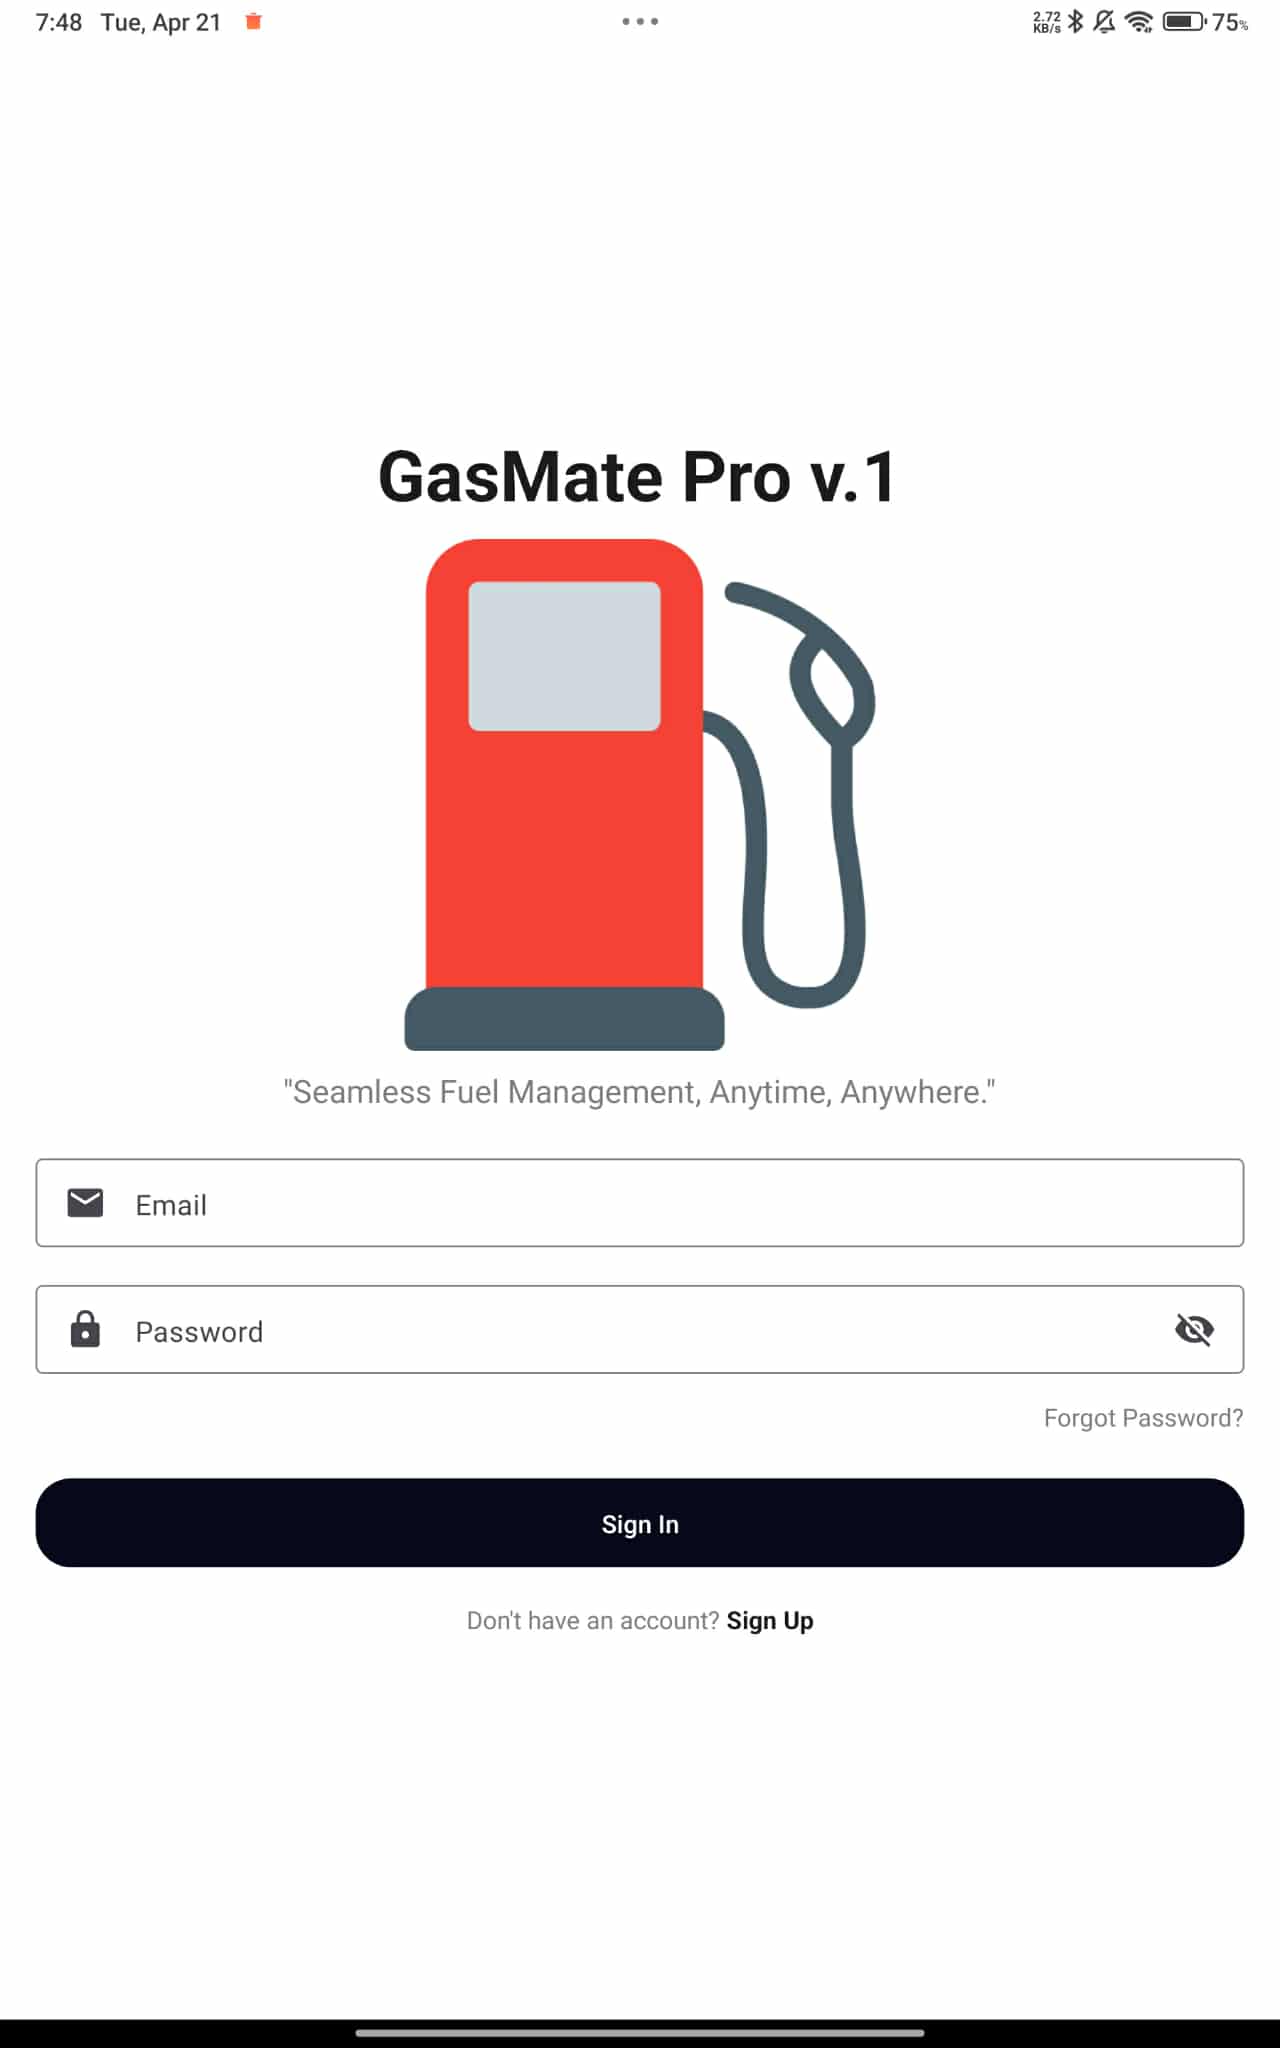 7:48 Tue, Apr 21
2.72 KB/s 75%
GasMate Pro v.1
"Seamless Fuel Management, Anytime, Anywhere."
Email
Password
Forgot Password?
Sign In
Don't have an account? Sign Up